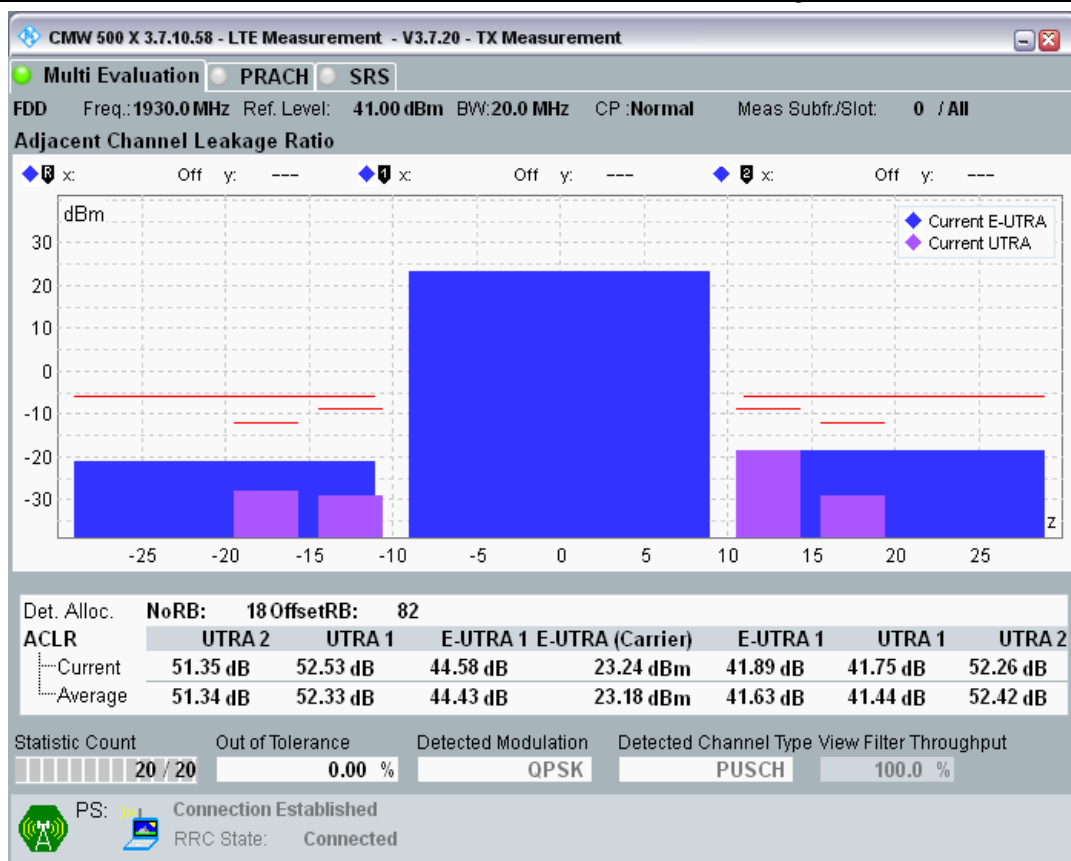 CMW 500 X 3.7.10.58 - LTE Measurement - V3.7.20 - TX Measurement
Multi Evaluation PRACH SRS
FDD Freq.: 1930.0 MHz Ref. Level: 41.00 dBm BW: 20.0 MHz CP : Normal Meas Subfr./Slot: 0 / All
Adjacent Channel Leakage Ratio
R x: Off y: --- 1 x: Off y: --- 2 x: Off y: ---
dBm
Current E-UTRA
Current UTRA
30
20
10
0
-10
-20
-30
z
-25 -20 -15 -10 -5 0 5 10 15 20 25
Det. Alloc. NoRB: 18 OffsetRB: 82
ACLR UTRA 2 UTRA 1 E-UTRA 1 E-UTRA (Carrier) E-UTRA 1 UTRA 1 UTRA 2
Current 51.35 dB 52.53 dB 44.58 dB 23.24 dBm 41.89 dB 41.75 dB 52.26 dB
Average 51.34 dB 52.33 dB 44.43 dB 23.18 dBm 41.63 dB 41.44 dB 52.42 dB
Statistic Count Out of Tolerance Detected Modulation Detected Channel Type View Filter Throughput
20 / 20 0.00 % QPSK PUSCH 100.0 %
PS: Connection Established
RRC State: Connected